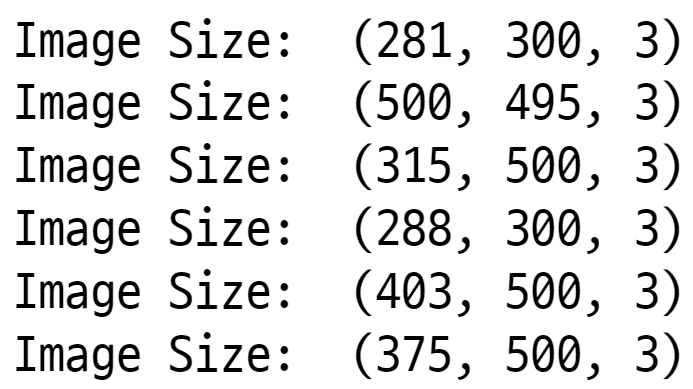 Image Size:  (281, 300, 3)
Image Size:  (500, 495, 3)
Image Size:  (315, 500, 3)
Image Size:  (288, 300, 3)
Image Size:  (403, 500, 3)
Image Size:  (375, 500, 3)